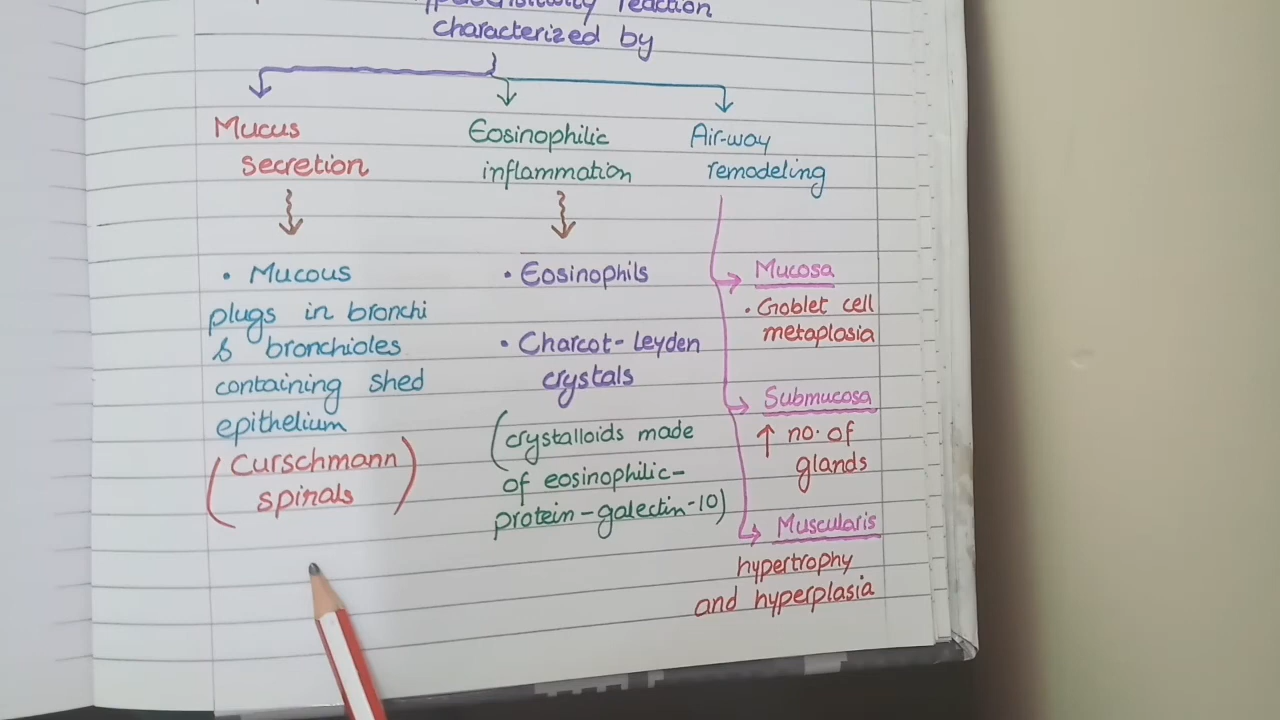 reaction
characterized by
Mucus
secretion
• Mucous
plugs in bronchi
& bronchioles
containing shed
epithelium
(Curschmann
spirals)
Eosinophilic
inflammation
• Eosinophils
• Charcot-Leyden
crystals
(crystalloids made
of eosinophilic-
protein-galectin-10)
Air-way
remodeling
Mucosa
• Goblet cell
metaplasia
Submucosa
↑ no. of
glands
Muscularis
hypertrophy
and hyperplasia